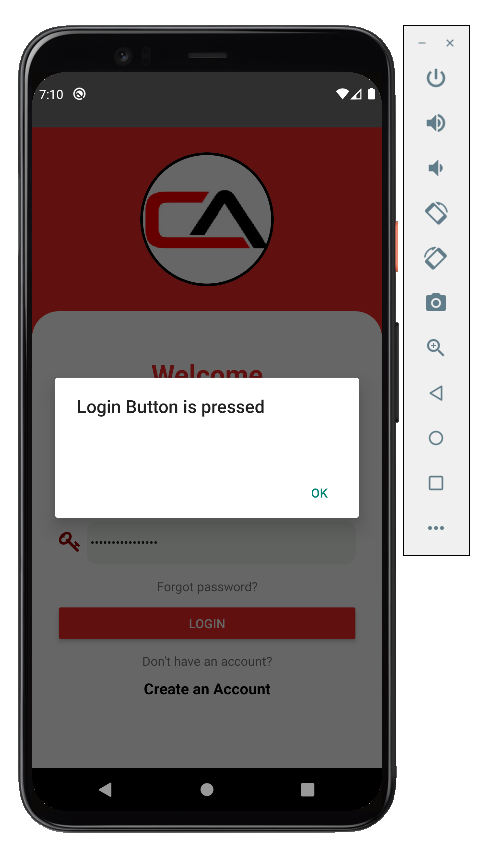 7:10
CA
Welcome
Login Button is pressed
OK
••••••••••••••••
Forgot password?
LOGIN
Don't have an account?
Create an Account